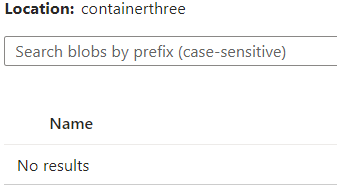 Location: containerthree
Search blobs by prefix (case-sensitive)
Name
No results